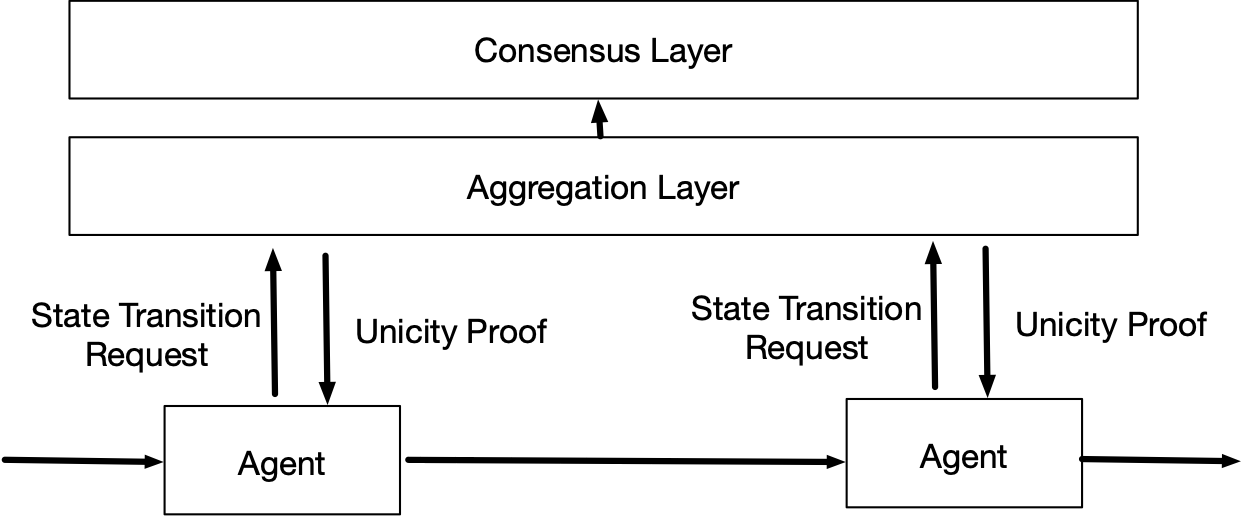 Consensus Layer
Aggregation Layer
State Transition
Request
Unicity Proof
State Transition
Request
Unicity Proof
Agent
Agent